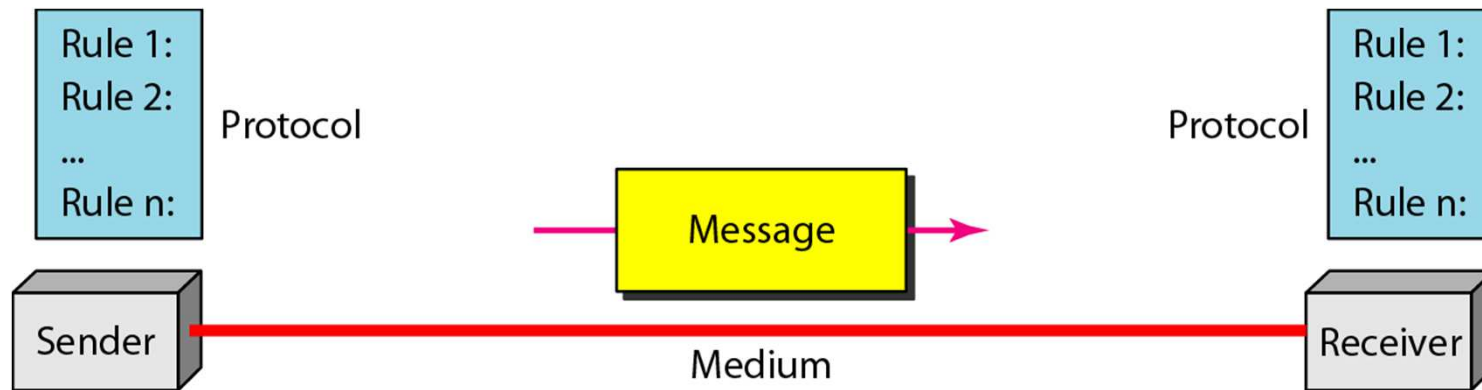 Rule 1:
Rule 2:
...
Rule n:
Protocol
Protocol
Rule 1:
Rule 2:
...
Rule n:
Message
Sender
Medium
Receiver